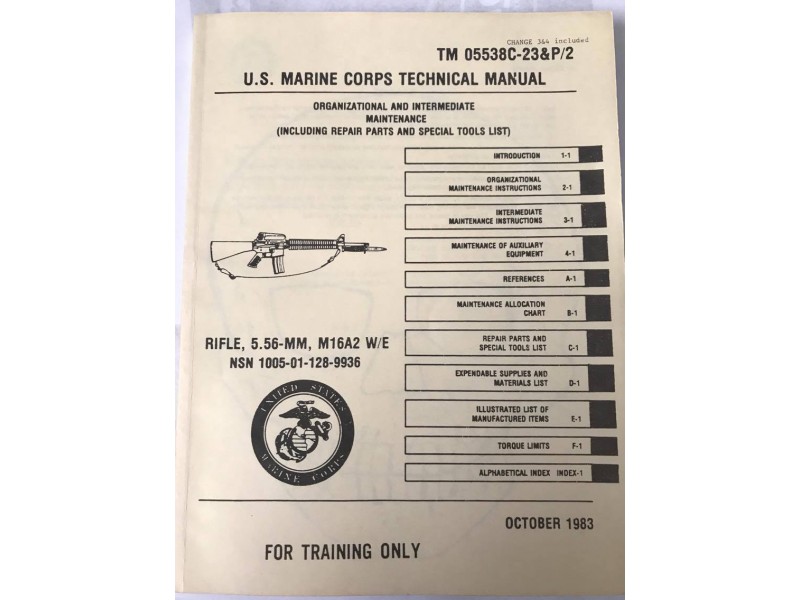 CHANGE 3&4 included
TM 05538C-23&P/2
U.S. MARINE CORPS TECHNICAL MANUAL
ORGANIZATIONAL AND INTERMEDIATE
MAINTENANCE
(INCLUDING REPAIR PARTS AND SPECIAL TOOLS LIST)
INTRODUCTION 1-1
ORGANIZATIONAL
MAINTENANCE INSTRUCTIONS 2-1
INTERMEDIATE
MAINTENANCE INSTRUCTIONS 3-1
MAINTENANCE OF AUXILIARY
EQUIPMENT 4-1
REFERENCES A-1
MAINTENANCE ALLOCATION
CHART B-1
REPAIR PARTS AND
SPECIAL TOOLS LIST C-1
EXPENDABLE SUPPLIES AND
MATERIALS LIST D-1
ILLUSTRATED LIST OF
MANUFACTURED ITEMS E-1
TORQUE LIMITS F-1
ALPHABETICAL INDEX INDEX-1
RIFLE, 5.56-MM, M16A2 W/E
NSN 1005-01-128-9936
UNITED STATES
MARINE CORPS
OCTOBER 1983
FOR TRAINING ONLY